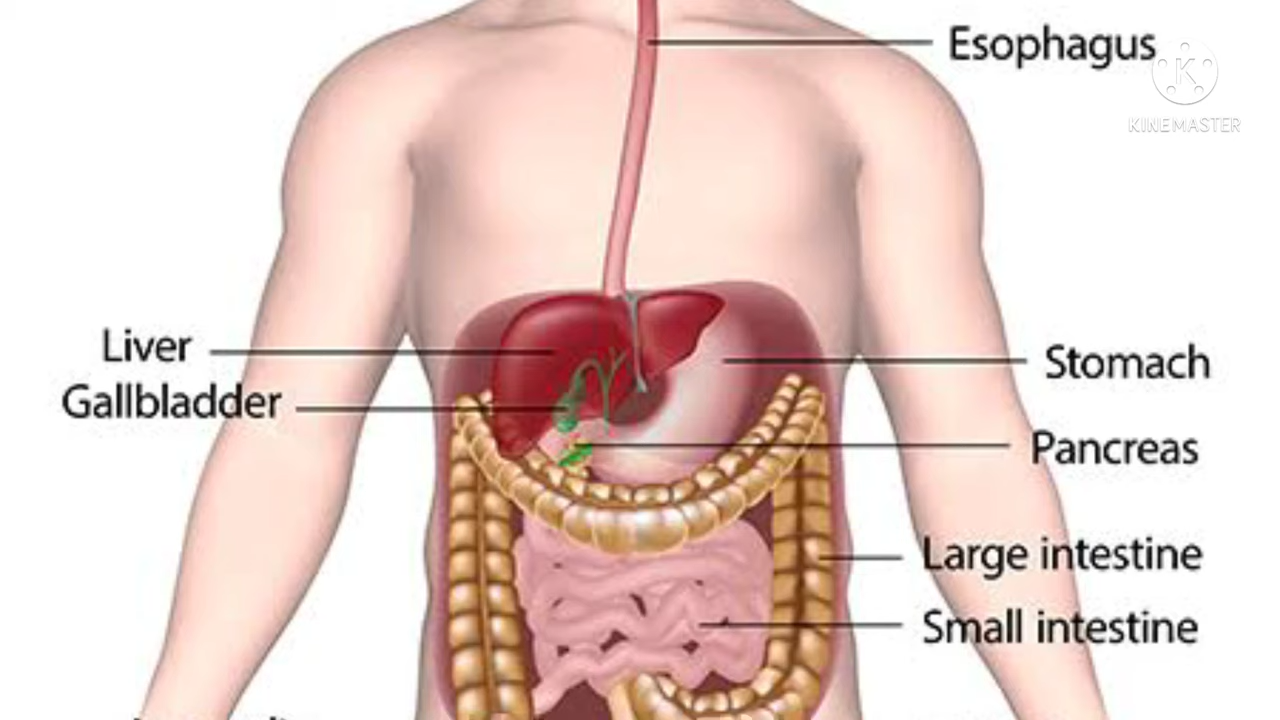 Esophagus
K
KINEMASTER
Liver
Stomach
Gallbladder
Pancreas
Large intestine
Small intestine